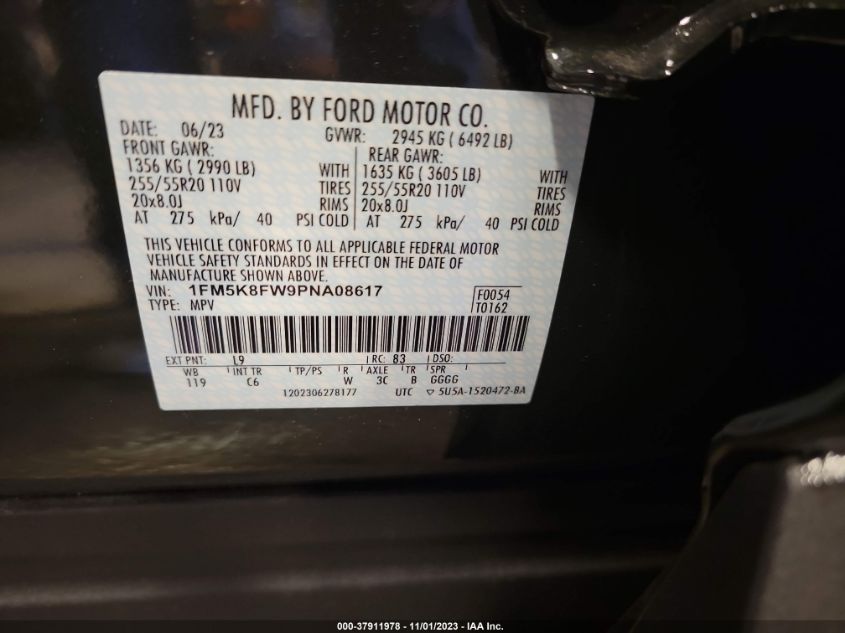 MFD. BY FORD MOTOR CO.
DATE: 06/23 GVWR: 2945 KG ( 6492 LB)
FRONT GAWR: REAR GAWR:
1356 KG ( 2990 LB) WITH 1635 KG ( 3605 LB) WITH
255/55R20 110V TIRES 255/55R20 110V TIRES
20x8.0J RIMS 20x8.0J RIMS
AT 275 kPa/ 40 PSI COLD AT 275 kPa/ 40 PSI COLD
THIS VEHICLE CONFORMS TO ALL APPLICABLE FEDERAL MOTOR
VEHICLE SAFETY STANDARDS IN EFFECT ON THE DATE OF
MANUFACTURE SHOWN ABOVE.
VIN: 1FM5K8FW9PNA08617 F0054
TYPE: MPV T0162
EXT PNT: L9 RC: 83 DSO:
WB INT TR TP/PS R AXLE TR SPR
119 C6 W 3C B GGGG
1202306278177 UTC ▽ 5U5A-1520472-BA
000-37911978 - 11/01/2023 - IAA Inc.